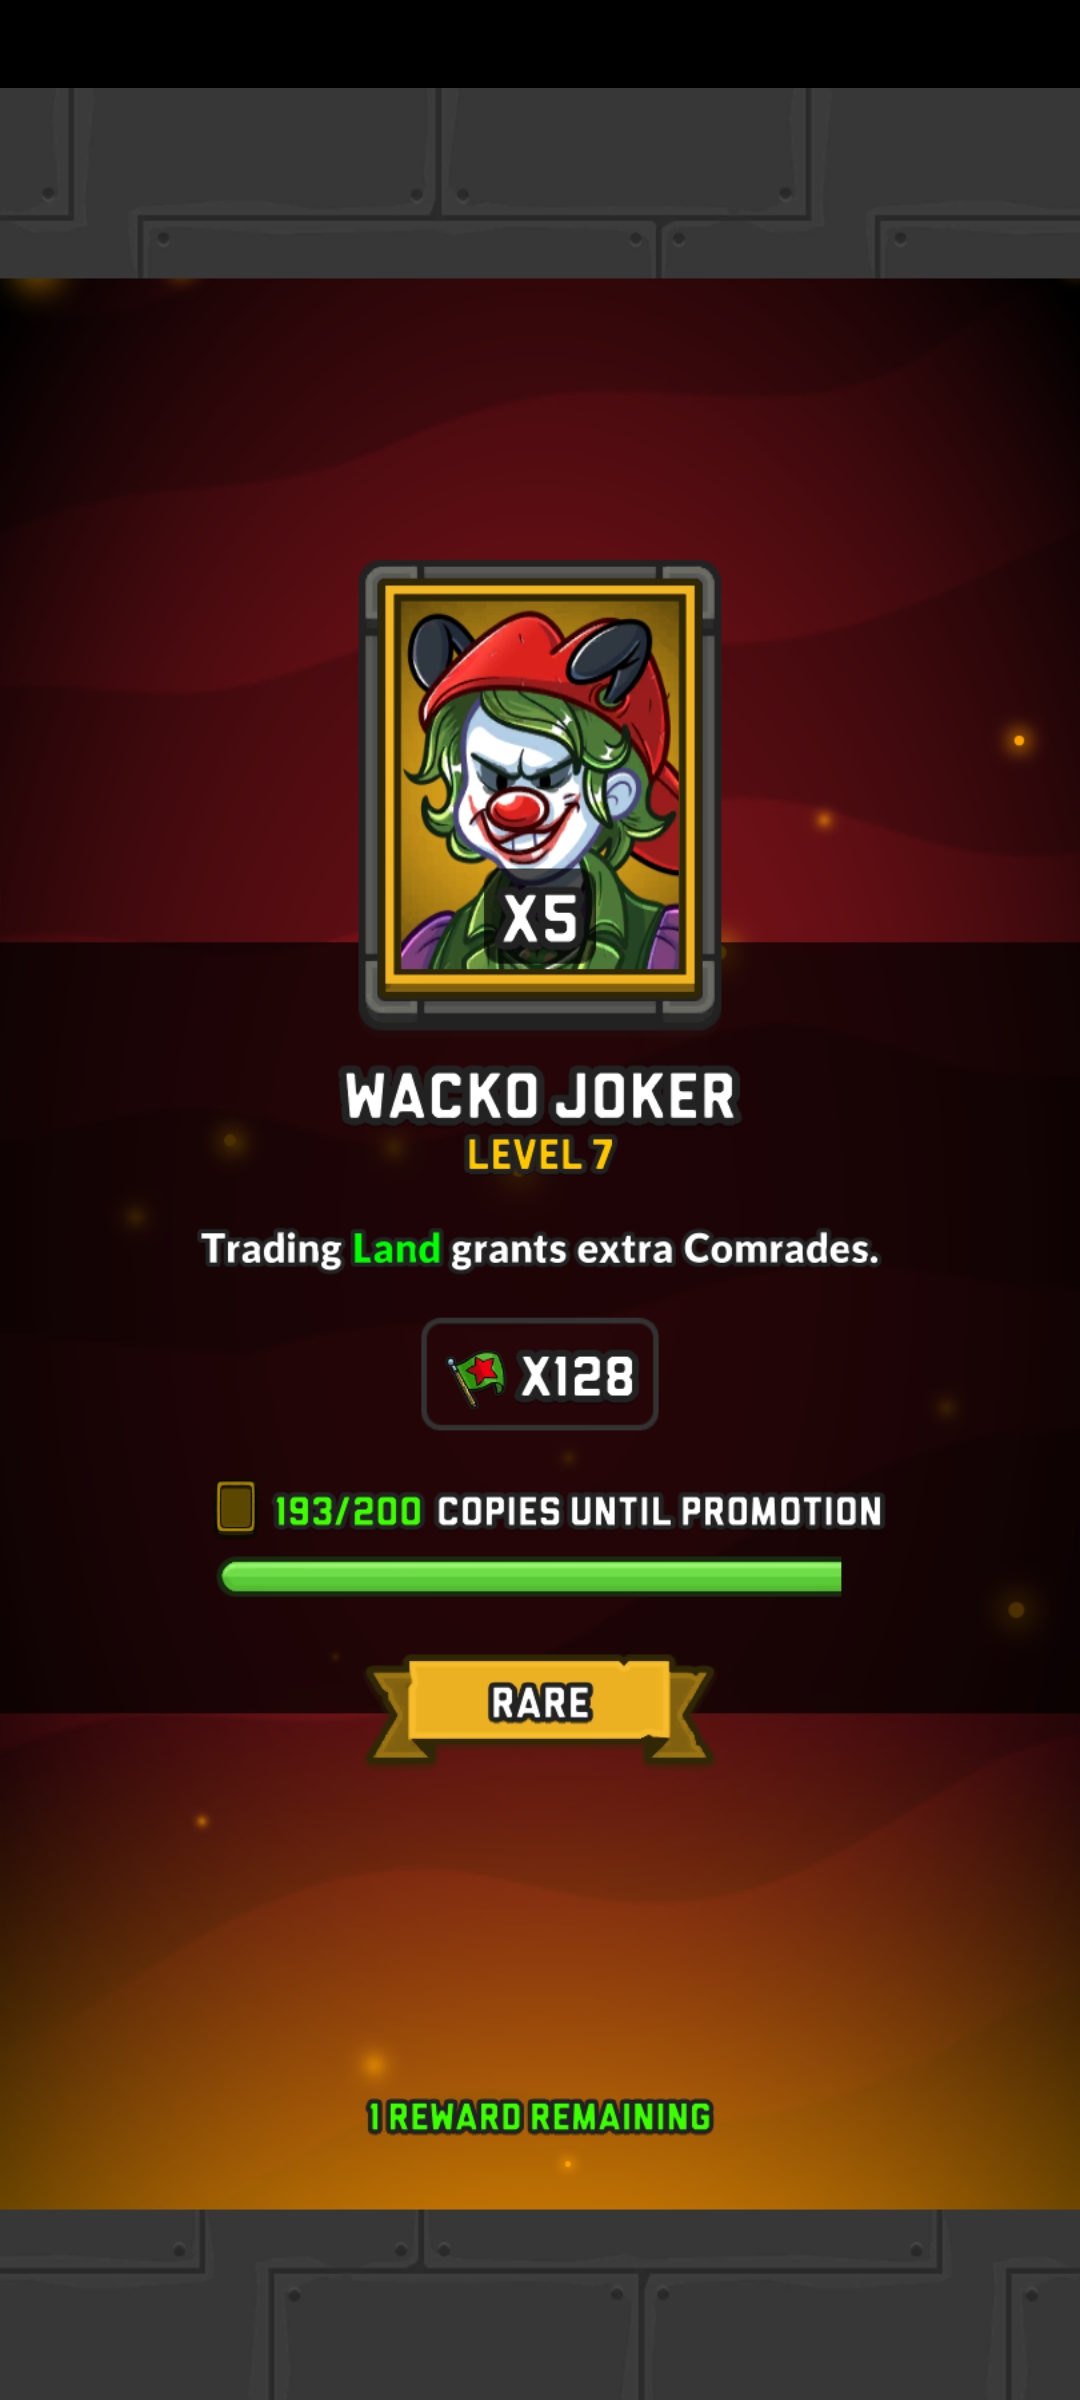 X5
WACKO JOKER
LEVEL 7
Trading Land grants extra Comrades.
X128
193/200 COPIES UNTIL PROMOTION
RARE
1 REWARD REMAINING